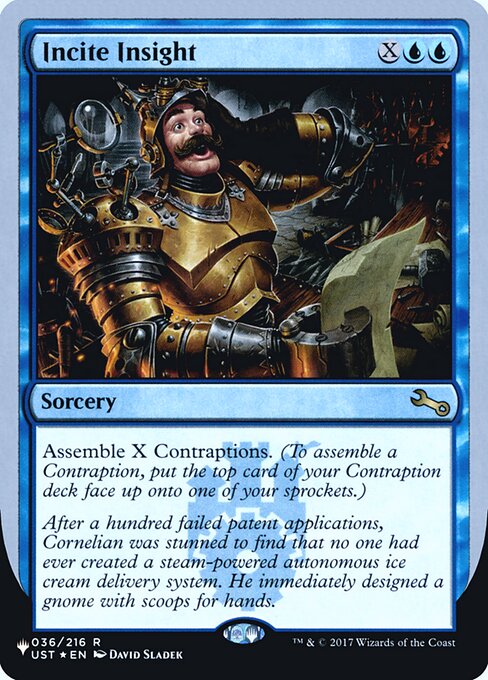 Incite Insight X
Sorcery
Assemble X Contraptions. (To assemble a
Contraption, put the top card of your Contraption
deck face up onto one of your sprockets.)
After a hundred failed patent applications,
Cornelian was stunned to find that no one had
ever created a steam-powered autonomous ice
cream delivery system. He immediately designed a
gnome with scoops for hands.
036/216 R
UST ★ EN David Sladek
™ & © 2017 Wizards of the Coast